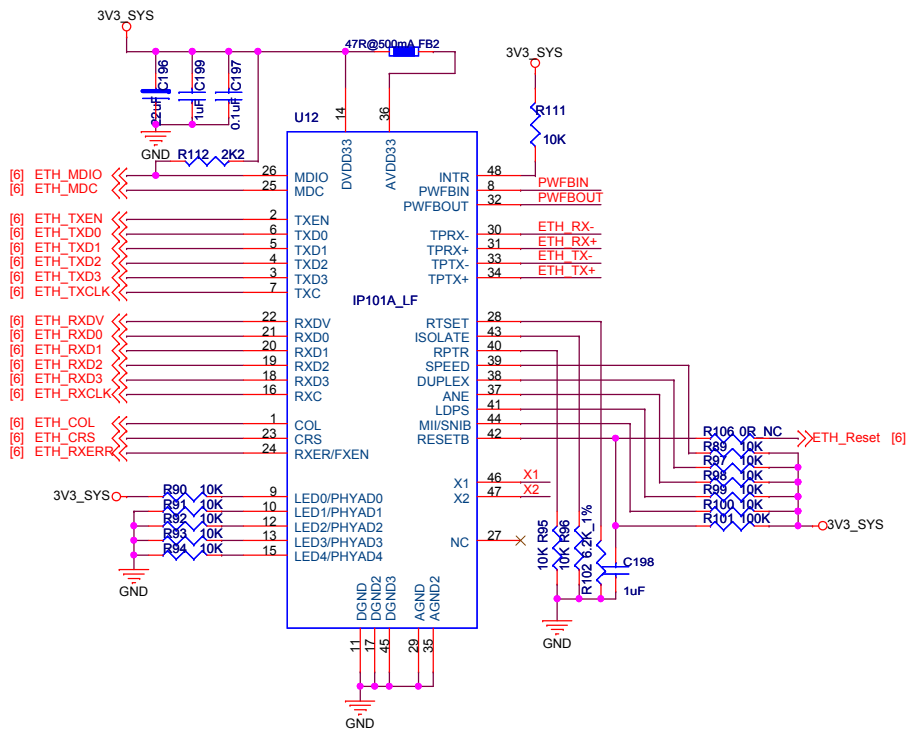 3V3_SYS
47R@500mA FB2
3V3_SYS
22uF C196
1uF C199
0.1uF C197
GND
R112 2K2
U12
14
36
R111
10K
DVDD33
AVDD33
[6] ETH_MDIO 26 MDIO
[6] ETH_MDC 25 MDC
[6] ETH_TXEN 2 TXEN
[6] ETH_TXD0 6 TXD0
[6] ETH_TXD1 5 TXD1
[6] ETH_TXD2 4 TXD2
[6] ETH_TXD3 3 TXD3
[6] ETH_TXCLK 7 TXC
[6] ETH_RXDV 22 RXDV
[6] ETH_RXD0 21 RXD0
[6] ETH_RXD1 20 RXD1
[6] ETH_RXD2 19 RXD2
[6] ETH_RXD3 18 RXD3
[6] ETH_RXCLK 16 RXC
[6] ETH_COL 1 COL
[6] ETH_CRS 23 CRS
[6] ETH_RXERR 24 RXER/FXEN
3V3_SYS R90 10K 9 LED0/PHYAD0
R91 10K 10 LED1/PHYAD1
R92 10K 12 LED2/PHYAD2
R93 10K 13 LED3/PHYAD3
R94 10K 15 LED4/PHYAD4
GND
IP101A_LF
INTR 48
PWFBIN 8 PWFBIN
PWFBOUT 32 PWFBOUT
TPRX- 30 ETH_RX-
TPRX+ 31 ETH_RX+
TPTX- 33 ETH_TX-
TPTX+ 34 ETH_TX+
RTSET 28
ISOLATE 43
RPTR 40
SPEED 39
DUPLEX 38
ANE 37
LDPS 41
MII/SNIB 44
RESETB 42
X1 46 X1
X2 47 X2
NC 27
R106 0R_NC ETH_Reset [6]
R89 10K
R97 10K
R98 10K
R99 10K
R100 10K
R101 100K
3V3_SYS
10K R95
10K R96
R102 6.2K_1%
C198
1uF
GND
DGND
DGND2
DGND3
AGND
AGND2
11
17
45
29
35
GND